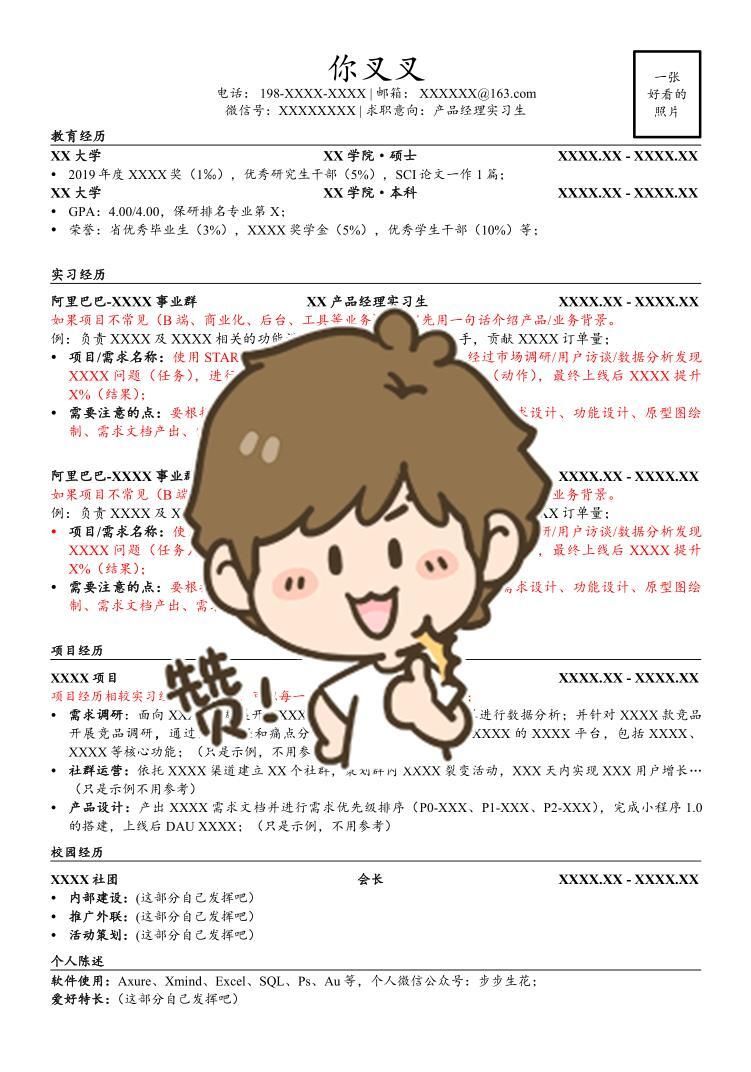 你叉叉
电话： 198-XXXX-XXXX | 邮箱： XXXXXX@163.com
微信号：XXXXXXXX | 求职意向：产品经理实习生
一张
好看的
照片
教育经历
XX 大学 XX 学院·硕士 XXXX.XX - XXXX.XX
• 2019 年度 XXXX 奖（1‰），优秀研究生干部（5%），SCI 论文一作 1 篇；
XX 大学 XX 学院·本科 XXXX.XX - XXXX.XX
• GPA：4.00/4.00，保研排名专业第 X；
• 荣誉：省优秀毕业生（3%），XXXX 奖学金（5%），优秀学生干部（10%）等；
实习经历
阿里巴巴-XXXX 事业群 XX 产品经理实习生 XXXX.XX - XXXX.XX
如果项目不常见（B 端、商业化、后台、工具等业务 先用一句话介绍产品/业务背景。
例：负责 XXXX 及 XXXX 相关的功能 手，贡献 XXXX 订单量；
• 项目/需求名称：使用 STAR 经过市场调研/用户访谈/数据分析发现
XXXX 问题（任务），进行 （动作），最终上线后 XXXX 提升
X%（结果）；
• 需要注意的点：要根 求设计、功能设计、原型图绘
制、需求文档产出、
阿里巴巴-XXXX 事业群 XXXX.XX - XXXX.XX
如果项目不常见（B 端 业务背景。
例：负责 XXXX 及 X XX 订单量；
• 项目/需求名称：使 研/用户访谈/数据分析发现
XXXX 问题（任务） ，最终上线后 XXXX 提升
X%（结果）；
• 需要注意的点：要根 需求设计、功能设计、原型图绘
制、需求文档产出、需
项目经历
XXXX 项目 XXXX.XX - XXXX.XX
项目经历相较实习 每一
赞！
• 需求调研：面向 XX 开 XXX 进行数据分析；并针对 XXXX 款竞品
开展竞品调研，通过 和痛点分 XXXX 的 XXXX 平台，包括 XXXX、
XXXX 等核心功能；（只是示例，不用参
• 社群运营：依托 XXXX 渠道建立 XX 个社群，策划群内 XXXX 裂变活动，XXX 天内实现 XXX 用户增长…
（只是示例不用参考）
• 产品设计：产出 XXXX 需求文档并进行需求优先级排序（P0-XXX、P1-XXX、P2-XXX），完成小程序 1.0
的搭建，上线后 DAU XXXX；（只是示例，不用参考）
校园经历
XXXX 社团 会长 XXXX.XX - XXXX.XX
• 内部建设：(这部分自己发挥吧）
• 推广外联：(这部分自己发挥吧）
• 活动策划：(这部分自己发挥吧）
个人陈述
软件使用：Axure、Xmind、Excel、SQL、Ps、Au 等，个人微信公众号：步步生花；
爱好特长：（这部分自己发挥吧）